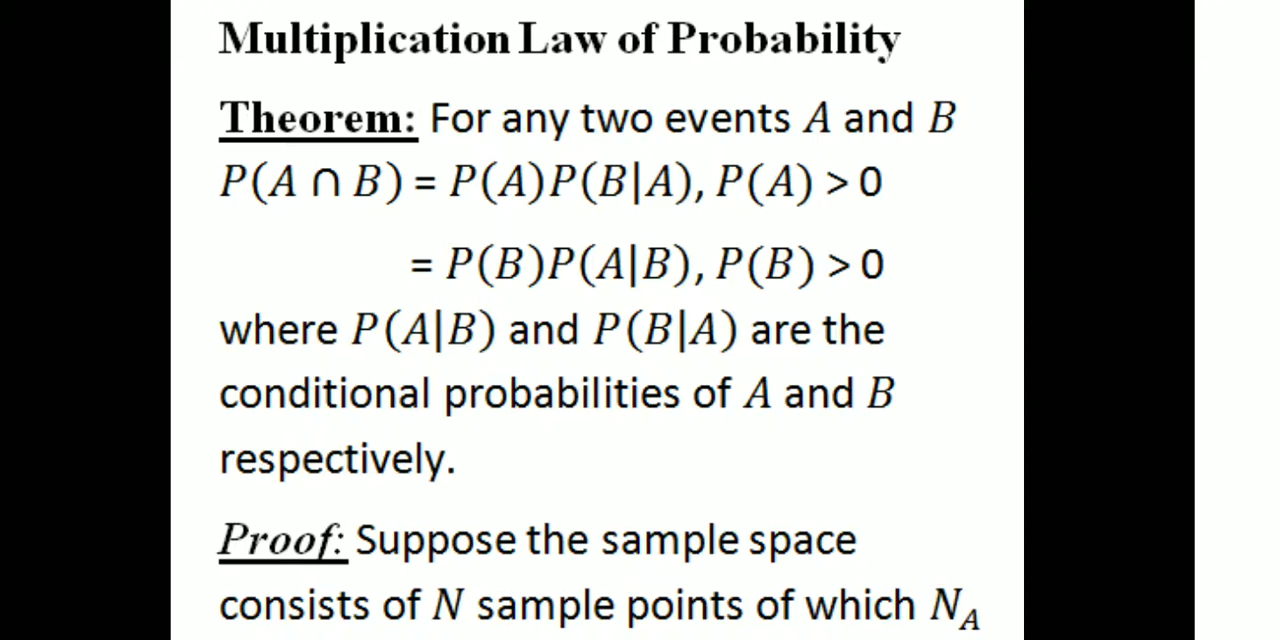 Multiplication Law of Probability
Theorem: For any two events A and B
P(A ∩ B) = P(A)P(B|A), P(A) > 0
= P(B)P(A|B), P(B) > 0
where P(A|B) and P(B|A) are the
conditional probabilities of A and B
respectively.
Proof: Suppose the sample space
consists of N sample points of which N_A